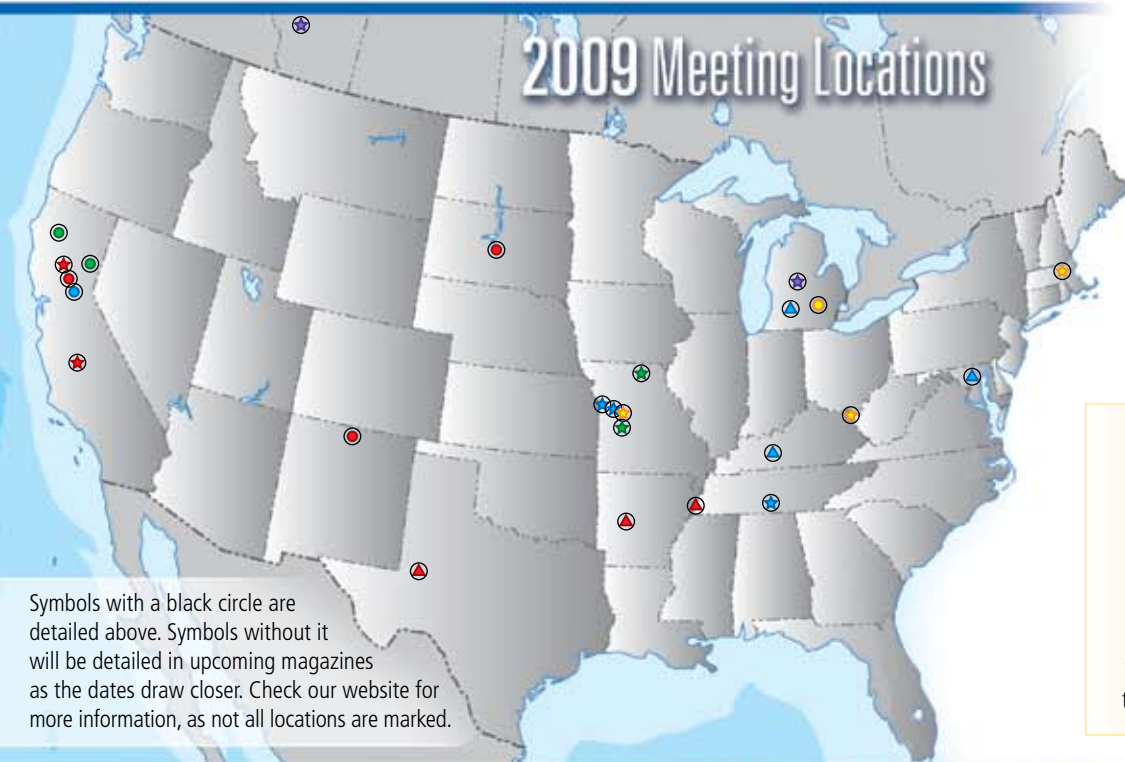 2009 Meeting Locations
Symbols with a black circle are
detailed above. Symbols without it
will be detailed in upcoming magazines
as the dates draw closer. Check our website for
more information, as not all locations are marked.
t